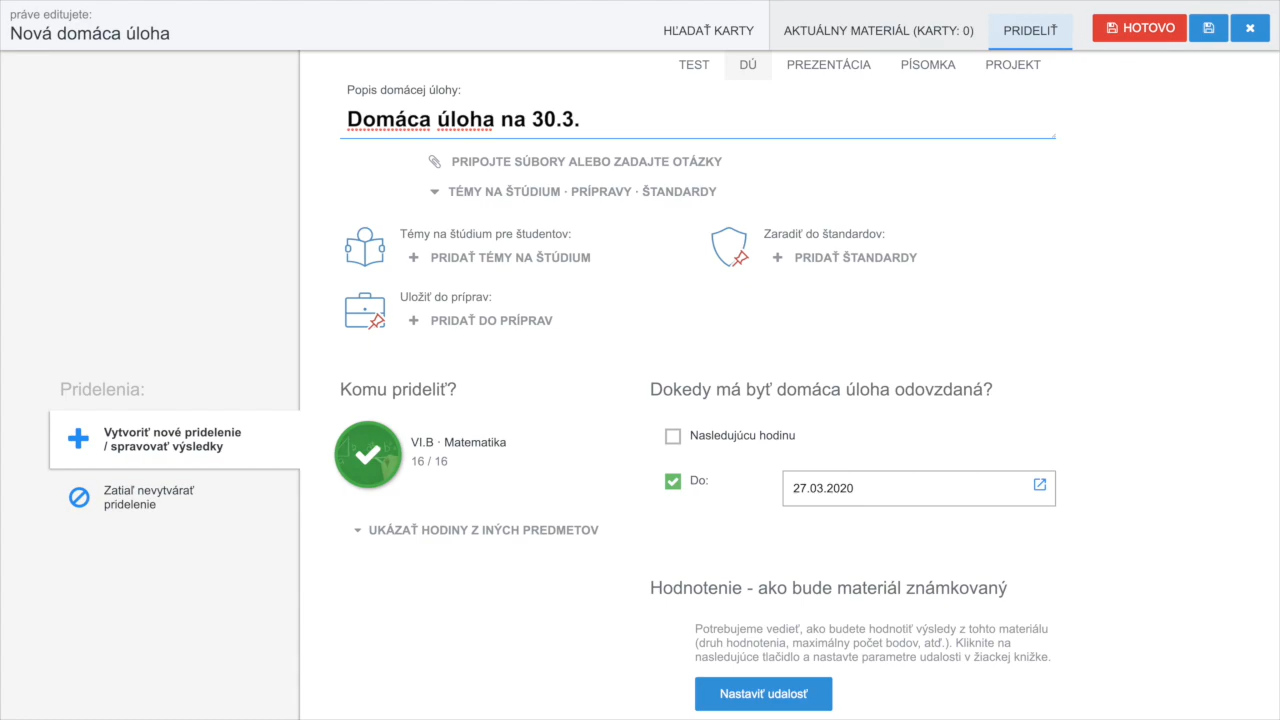 práve editujete:
Nová domáca úloha
HĽADAŤ KARTY
AKTUÁLNY MATERIÁL (KARTY: 0)
PRIDELIŤ
HOTOVO
TEST
DÚ
PREZENTÁCIA
PÍSOMKA
PROJEKT
Popis domácej úlohy:
Domáca úloha na 30.3.
PRIPOJTE SÚBORY ALEBO ZADAJTE OTÁZKY
TÉMY NA ŠTÚDIUM · PRÍPRAVY · ŠTANDARDY
Témy na štúdium pre študentov:
PRIDAŤ TÉMY NA ŠTÚDIUM
Zaradiť do štandardov:
PRIDAŤ ŠTANDARDY
Uložiť do príprav:
PRIDAŤ DO PRÍPRAV
Pridelenia:
Vytvoriť nové pridelenie
/ spravovať výsledky
Zatiaľ nevytvárať
pridelenie
Komu prideliť?
VI.B · Matematika
16 / 16
UKÁZAŤ HODINY Z INÝCH PREDMETOV
Dokedy má byť domáca úloha odovzdaná?
Nasledujúcu hodinu
Do:
27.03.2020
Hodnotenie - ako bude materiál známkovaný
Potrebujeme vedieť, ako budete hodnotiť výsledy z tohto materiálu
(druh hodnotenia, maximálny počet bodov, atď.). Kliknite na
nasledujúce tlačidlo a nastavte parametre udalosti v žiackej knižke.
Nastaviť udalosť